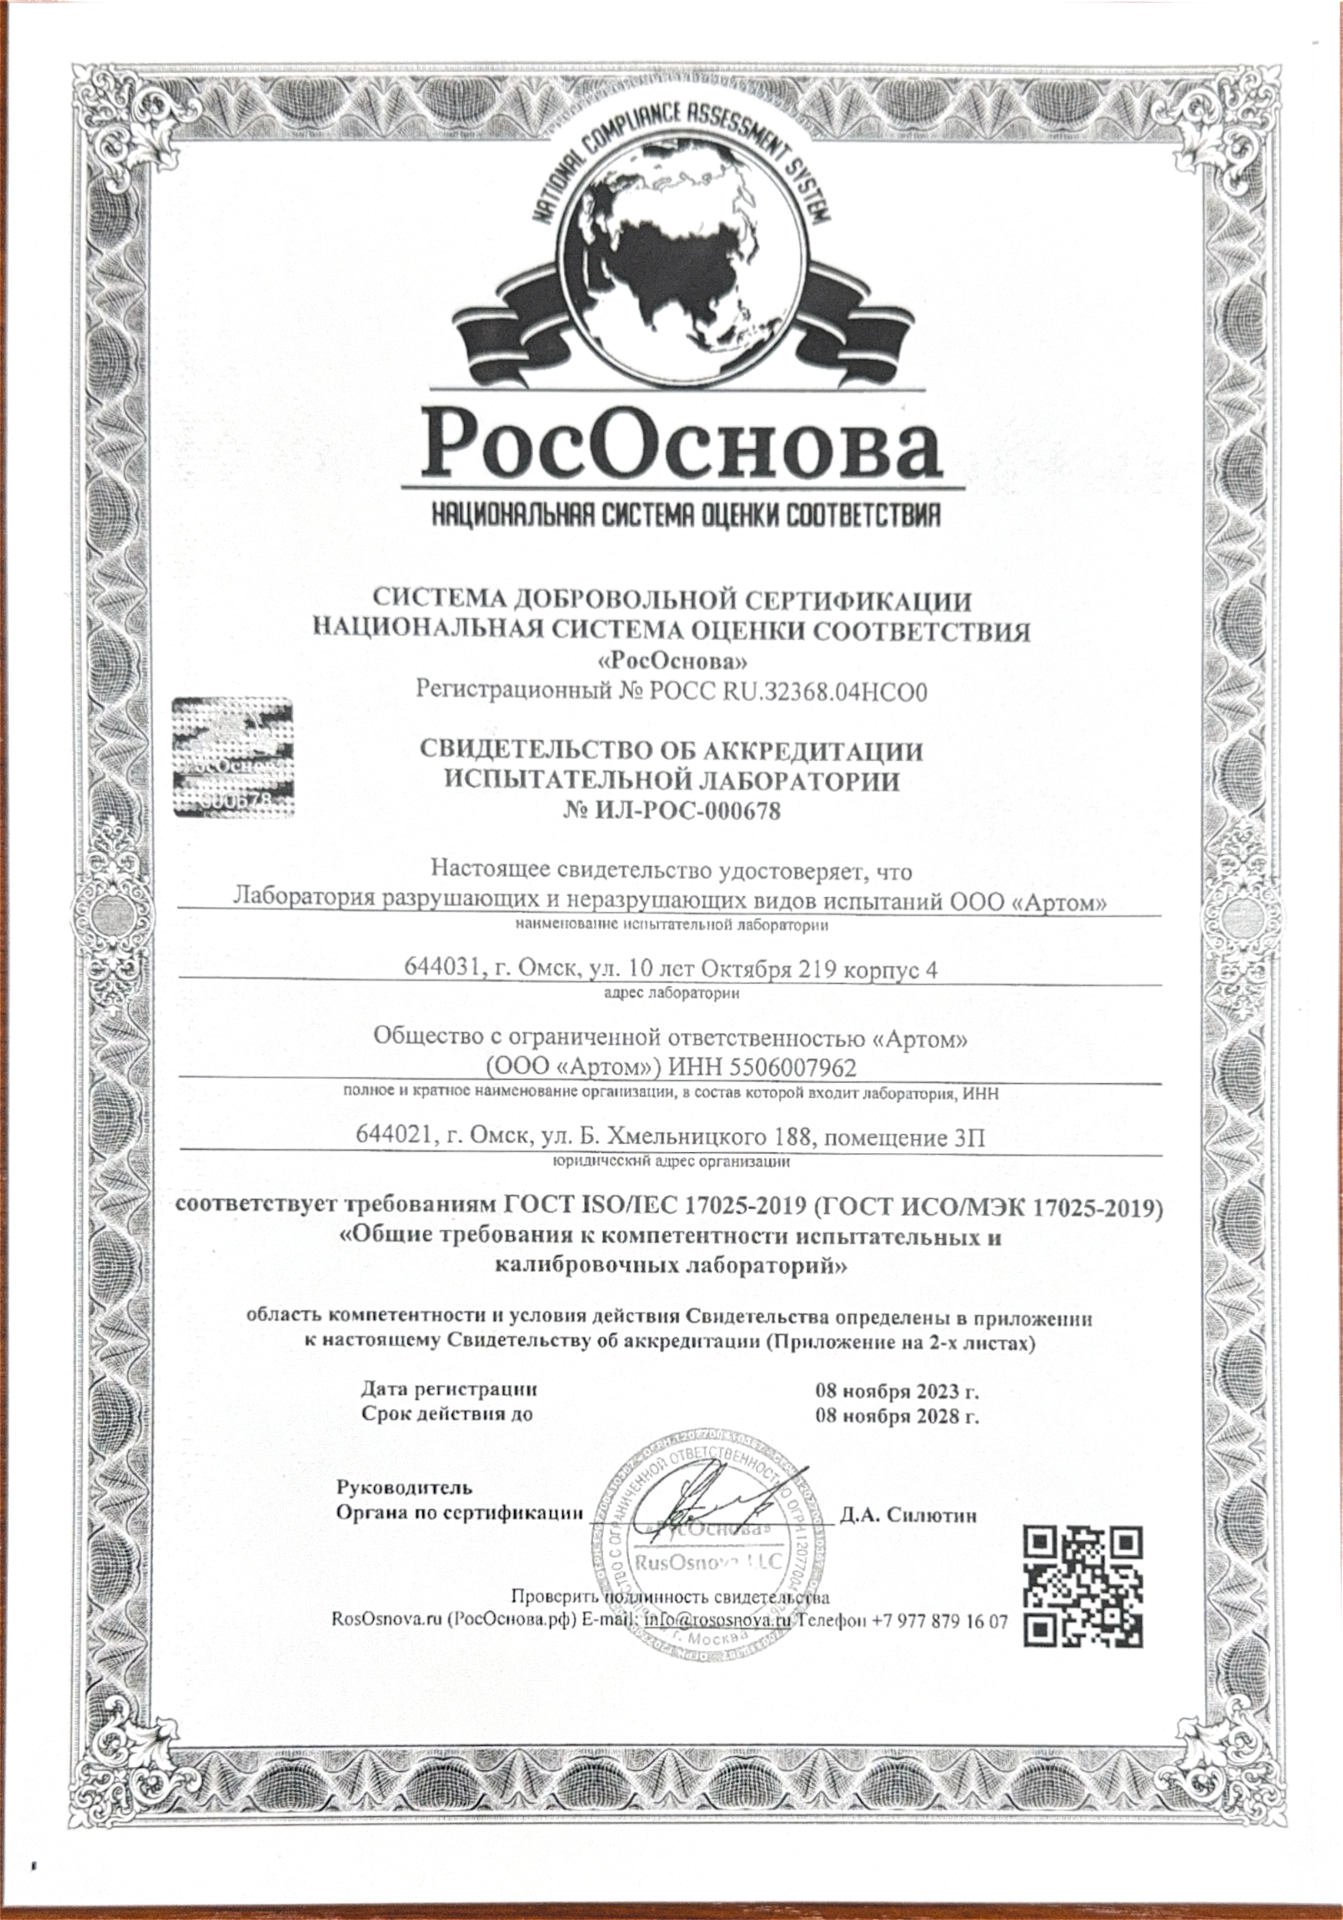 NATIONAL COMPLIANCE ASSESSMENT SYSTEM
РосОснова
НАЦИОНАЛЬНАЯ СИСТЕМА ОЦЕНКИ СООТВЕТСТВИЯ
СИСТЕМА ДОБРОВОЛЬНОЙ СЕРТИФИКАЦИИ
НАЦИОНАЛЬНАЯ СИСТЕМА ОЦЕНКИ СООТВЕТСТВИЯ
«РосОснова»
Регистрационный № РОСС RU.32368.04НСО0
РосОснова
000678
СВИДЕТЕЛЬСТВО ОБ АККРЕДИТАЦИИ
ИСПЫТАТЕЛЬНОЙ ЛАБОРАТОРИИ
№ ИЛ-РОС-000678
Настоящее свидетельство удостоверяет, что
Лаборатория разрушающих и неразрушающих видов испытаний ООО «Артом»
наименование испытательной лаборатории
644031, г. Омск, ул. 10 лет Октября 219 корпус 4
адрес лаборатории
Общество с ограниченной ответственностью «Артом»
(ООО «Артом») ИНН 5506007962
полное и кратное наименование организации, в состав которой входит лаборатория, ИНН
644021, г. Омск, ул. Б. Хмельницкого 188, помещение 3П
юридический адрес организации
соответствует требованиям ГОСТ ISO/IEC 17025-2019 (ГОСТ ИСО/МЭК 17025-2019)
«Общие требования к компетентности испытательных и
калибровочных лабораторий»
область компетентности и условия действия Свидетельства определены в приложении
к настоящему Свидетельству об аккредитации (Приложение на 2-х листах)
Дата регистрации 08 ноября 2023 г.
Срок действия до 08 ноября 2028 г.
Руководитель
Органа по сертификации Д.А. Силютин
С ОГРАНИЧЕННОЙ ОТВЕТСТВЕННОСТЬЮ
RusOsnova LLC
г. Москва
Проверить подлинность свидетельства
RosOsnova.ru (РосОснова.рф) E-mail: info@rososnova.ru Телефон +7 977 879 16 07